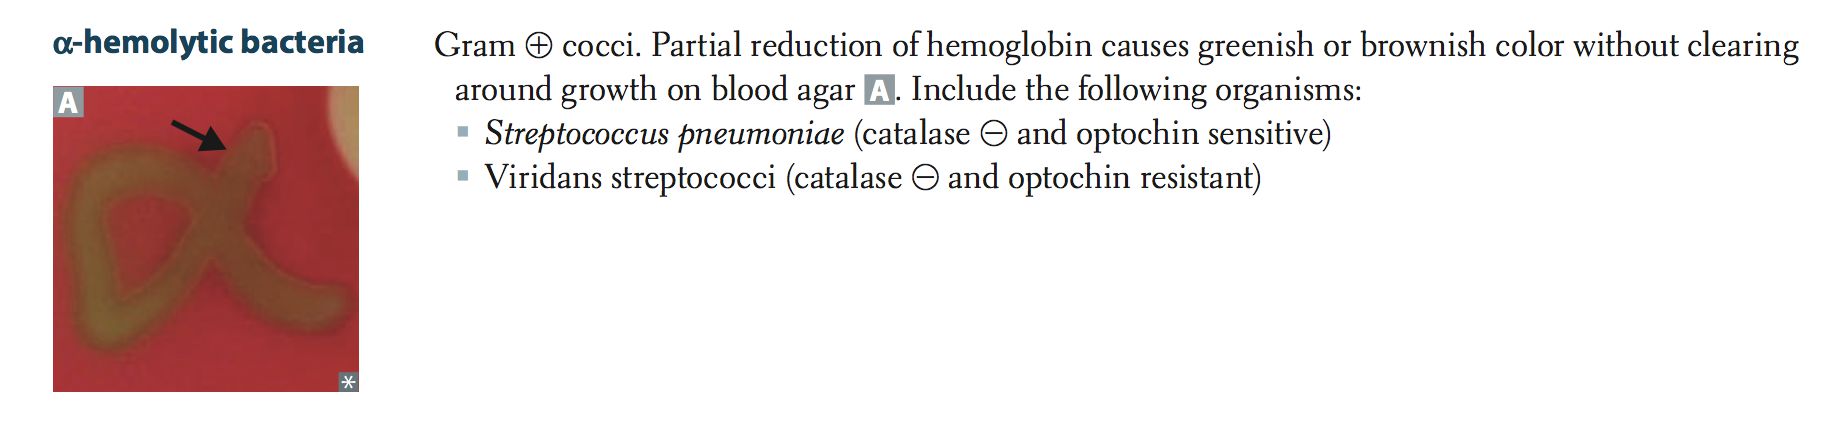 α-hemolytic bacteria
Gram ⊕ cocci. Partial reduction of hemoglobin causes greenish or brownish color without clearing
around growth on blood agar A. Include the following organisms:
▪ Streptococcus pneumoniae (catalase ⊖ and optochin sensitive)
▪ Viridans streptococci (catalase ⊖ and optochin resistant)
A
α
*